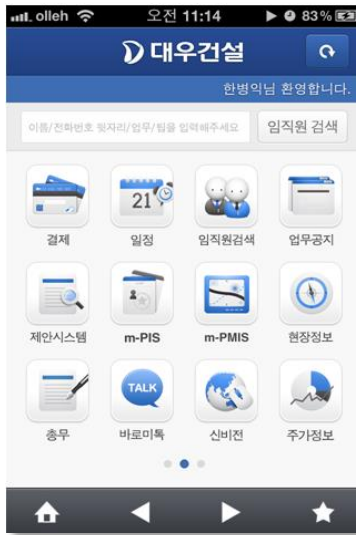 olleh 오전 11:14 83%
대우건설
한병익님 환영합니다.
이름/전화번호 뒷자리/업무/팀을 입력해주세요 임직원 검색
21
결제 일정 임직원검색 업무공지
제안시스템 m-PIS m-PMIS 현장정보
TALK
총무 바로미톡 신비전 주가정보